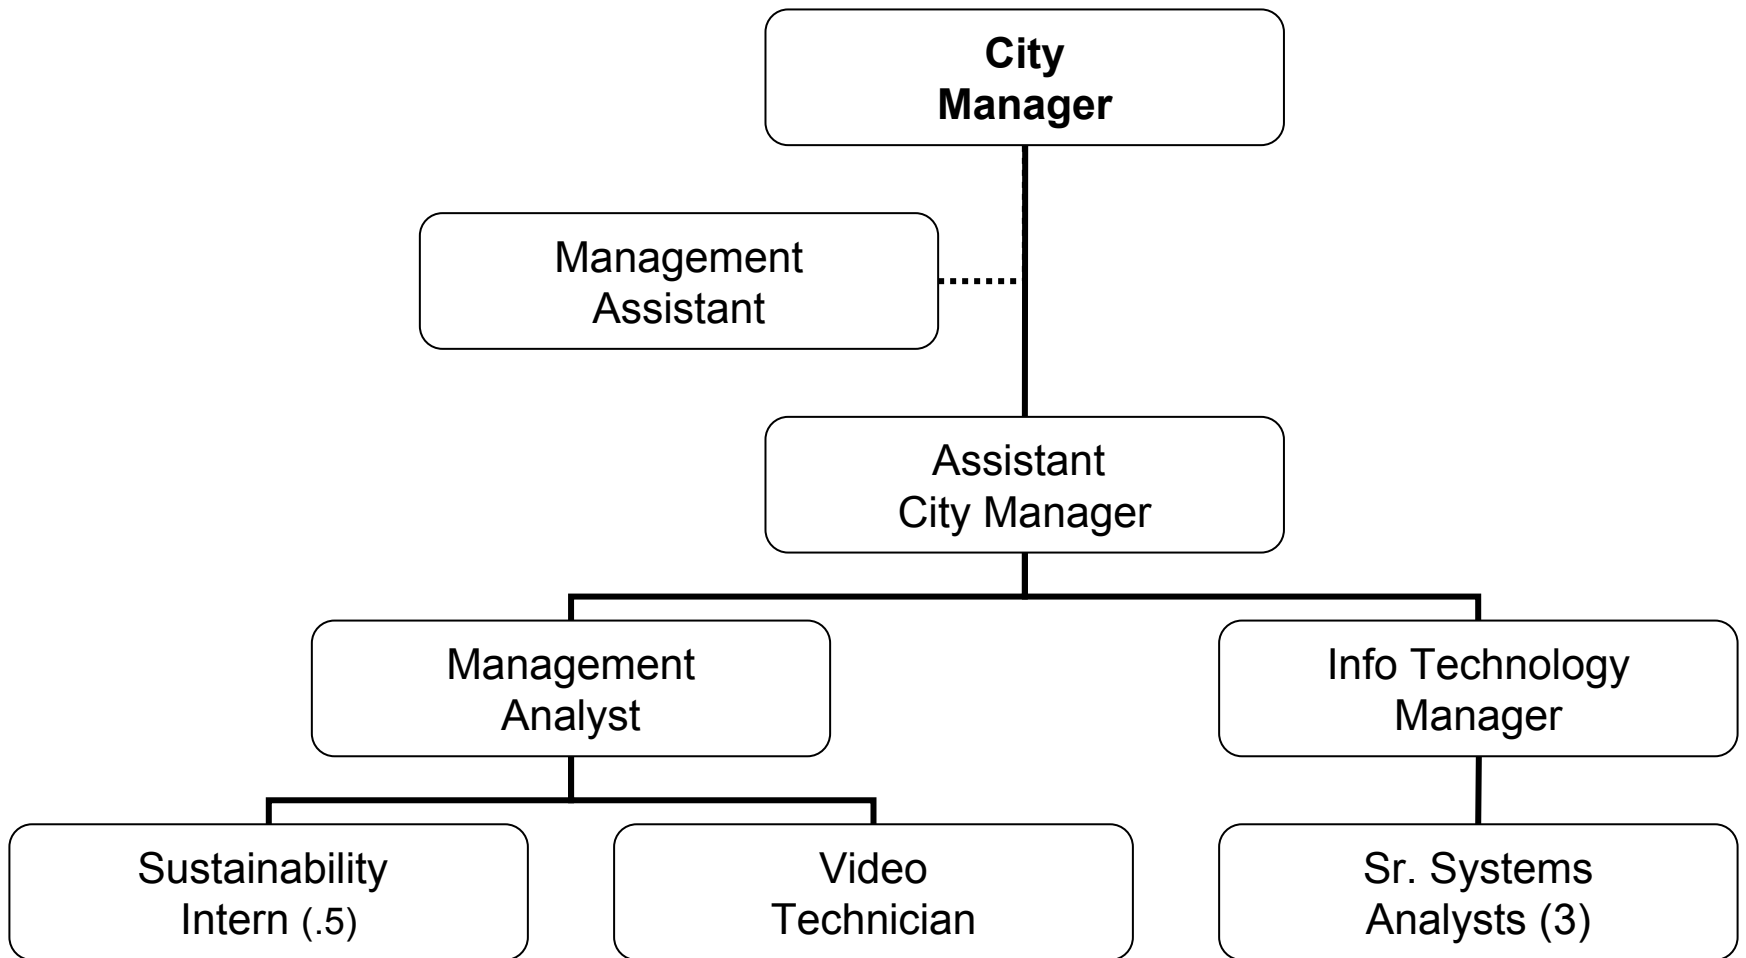 City
Manager
Management
Assistant
Assistant
City Manager
Management
Analyst
Info Technology
Manager
Sustainability
Intern (.5)
Video
Technician
Sr. Systems
Analysts (3)